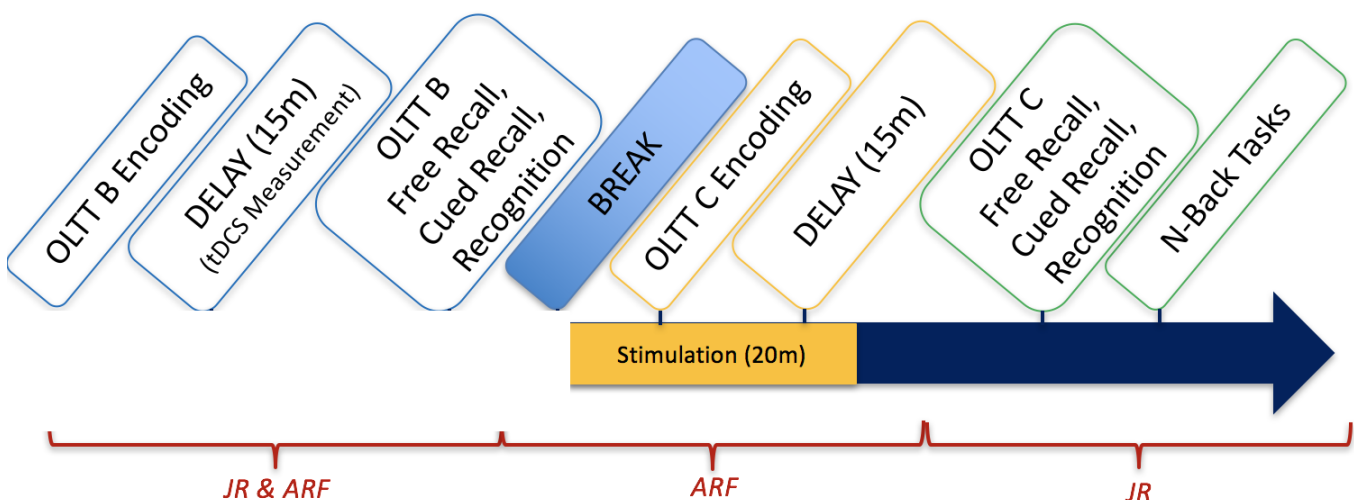 OLTT B Encoding
DELAY (15m)
(tDCS Measurement)
OLTT B
Free Recall,
Cued Recall,
Recognition
BREAK
OLTT C Encoding
DELAY (15m)
OLTT C
Free Recall,
Cued Recall,
Recognition
N-Back Tasks
Stimulation (20m)
JR & ARF
ARF
JR